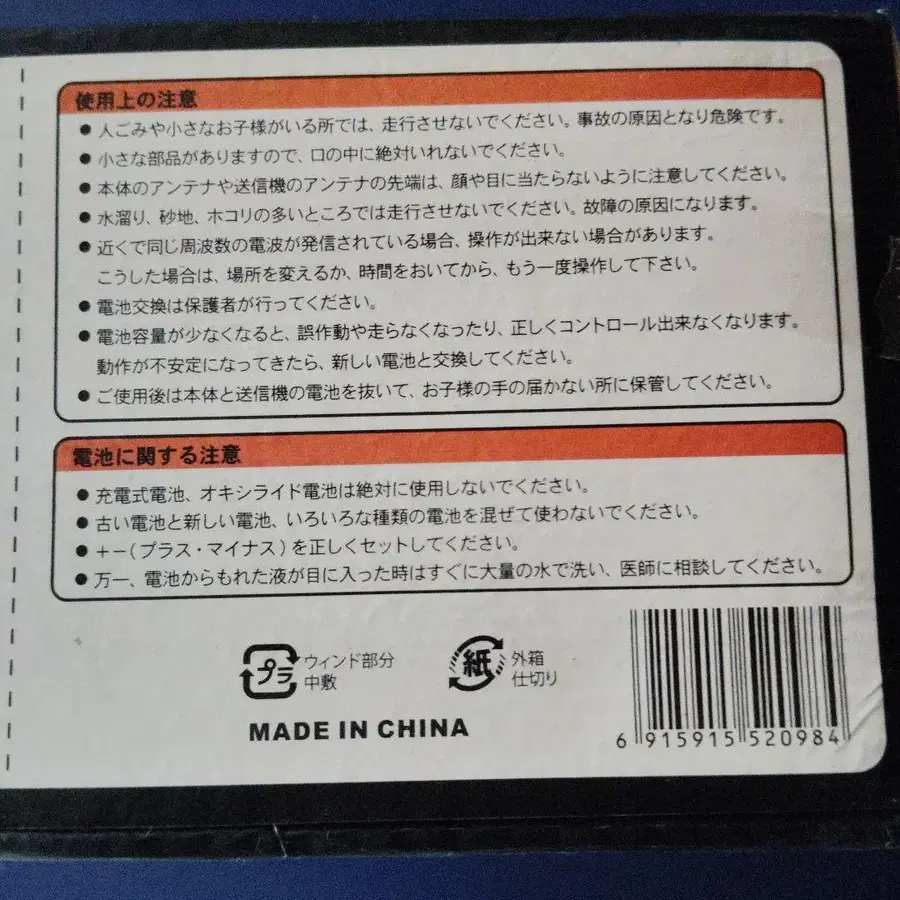 使用上の注意
●人ごみや小さなお子様がいる所では、走行させないでください。事故の原因となり危険です。
●小さな部品がありますので、口の中に絶対いれないでください。
●本体のアンテナや送信機のアンテナの先端は、顔や目に当たらないように注意してください。
●水溜り、砂地、ホコリの多いところでは走行させないでください。故障の原因になります。
●近くで同じ周波数の電波が発信されている場合、操作が出来ない場合があります。
こうした場合は、場所を変えるか、時間をおいてから、もう一度操作して下さい。
●電池交換は保護者が行ってください。
●電池容量が少なくなると、誤作動や走らなくなったり、正しくコントロール出来なくなります。
動作が不安定になってきたら、新しい電池と交換してください。
●ご使用後は本体と送信機の電池を抜いて、お子様の手の届かない所に保管してください。
電池に関する注意
●充電式電池、オキシライド電池は絶対に使用しないでください。
●古い電池と新しい電池、いろいろな種類の電池を混ぜて使わないでください。
●+−(プラス・マイナス)を正しくセットしてください。
●万一、電池からもれた液が目に入った時はすぐに大量の水で洗い、医師に相談してください。
プラ ウィンド部分
中敷
紙 外箱
仕切り
MADE IN CHINA
6 915915 520984